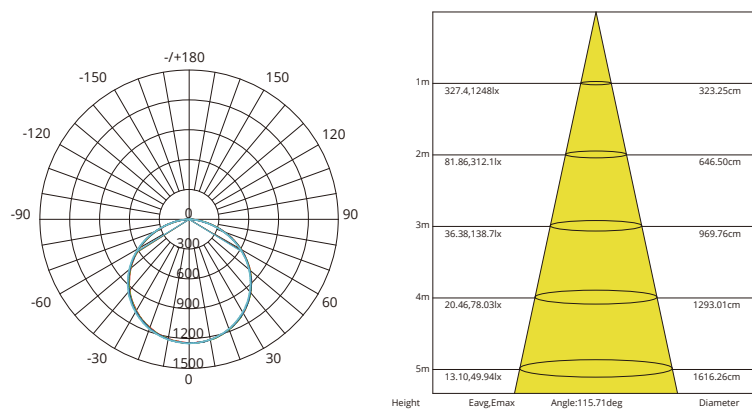 -/+180
-150
150
-120
120
-90
90
-60
60
-30
30
0
0
300
600
900
1200
1500
1m
327.4,1248lx
323.25cm
2m
81.86,312.1lx
646.50cm
3m
36.38,138.7lx
969.76cm
4m
20.46,78.03lx
1293.01cm
5m
13.10,49.94lx
1616.26cm
Height
Eavg,Emax
Angle:115.71deg
Diameter